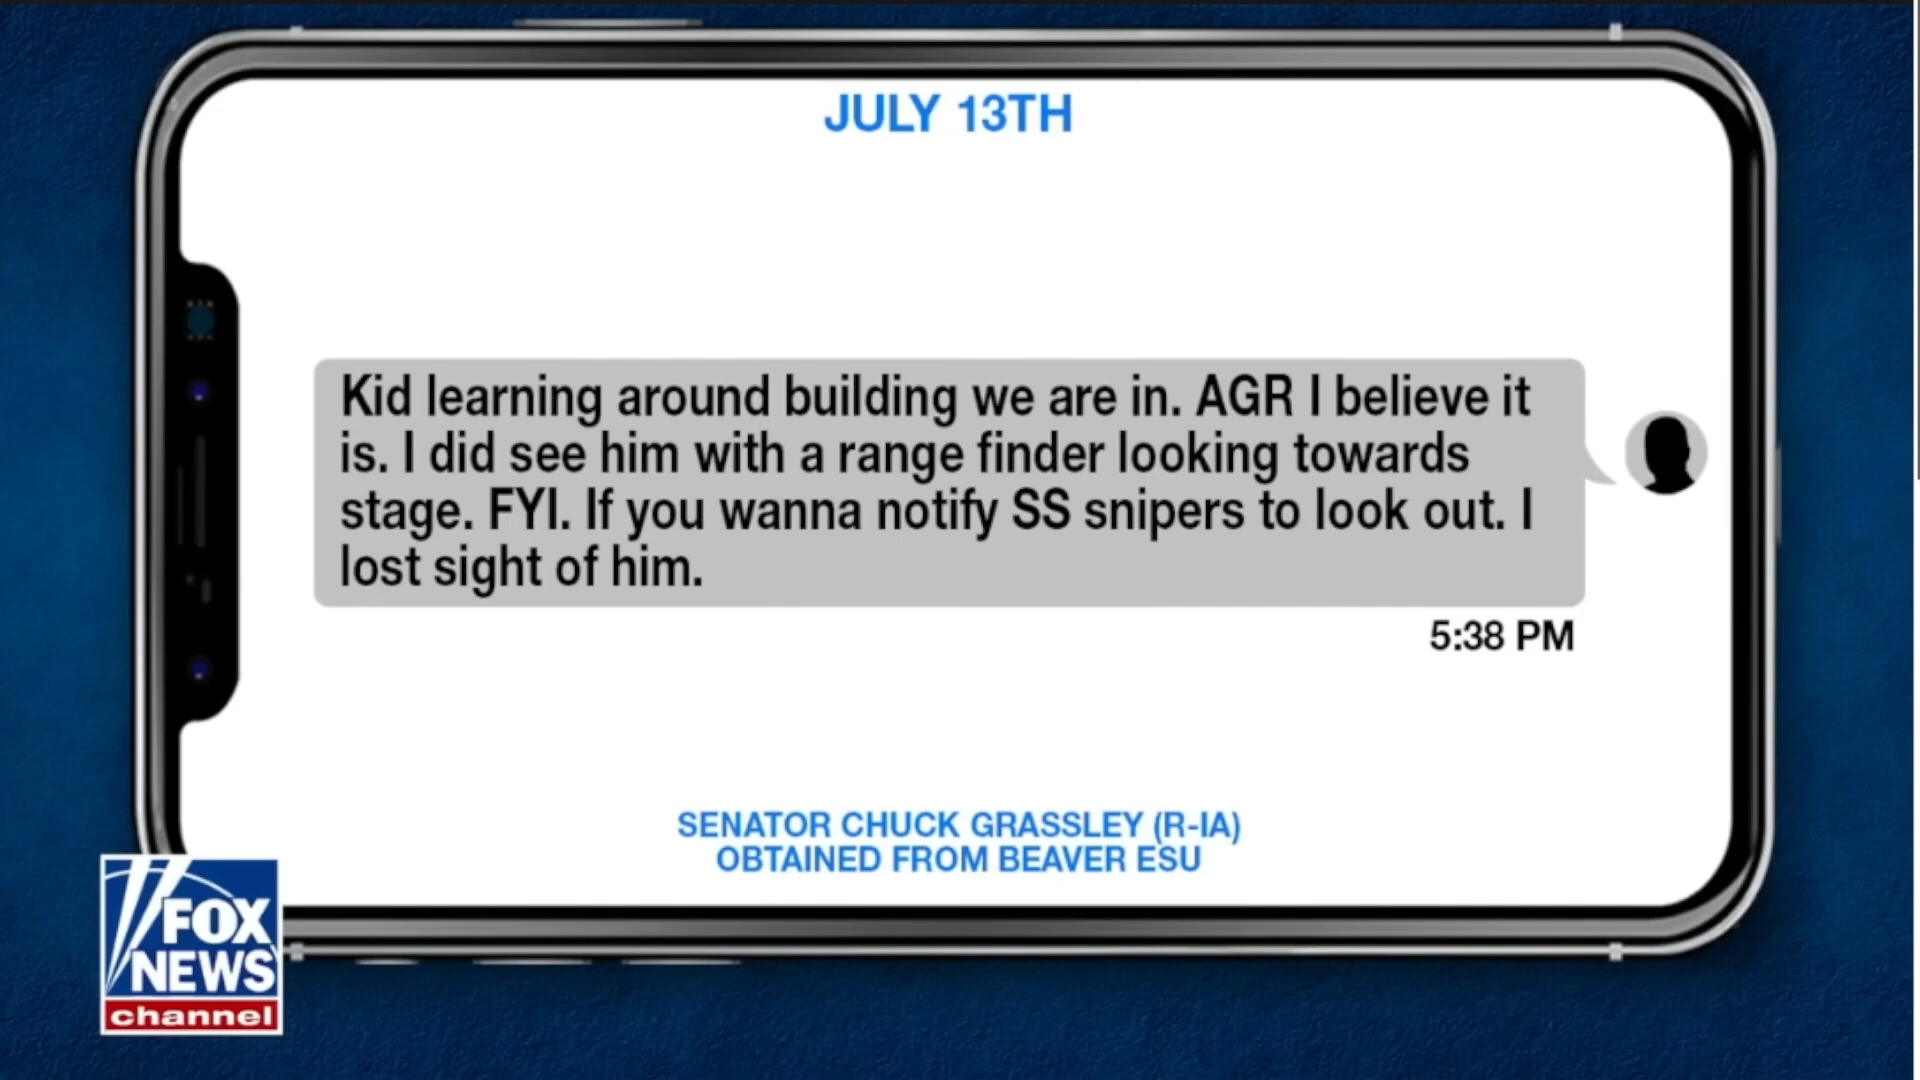 JULY 13TH
Kid learning around building we are in. AGR I believe it
is. I did see him with a range finder looking towards
stage. FYI. If you wanna notify SS snipers to look out. I
lost sight of him.
5:38 PM
SENATOR CHUCK GRASSLEY (R-IA)
OBTAINED FROM BEAVER ESU
FOX
NEWS
channel